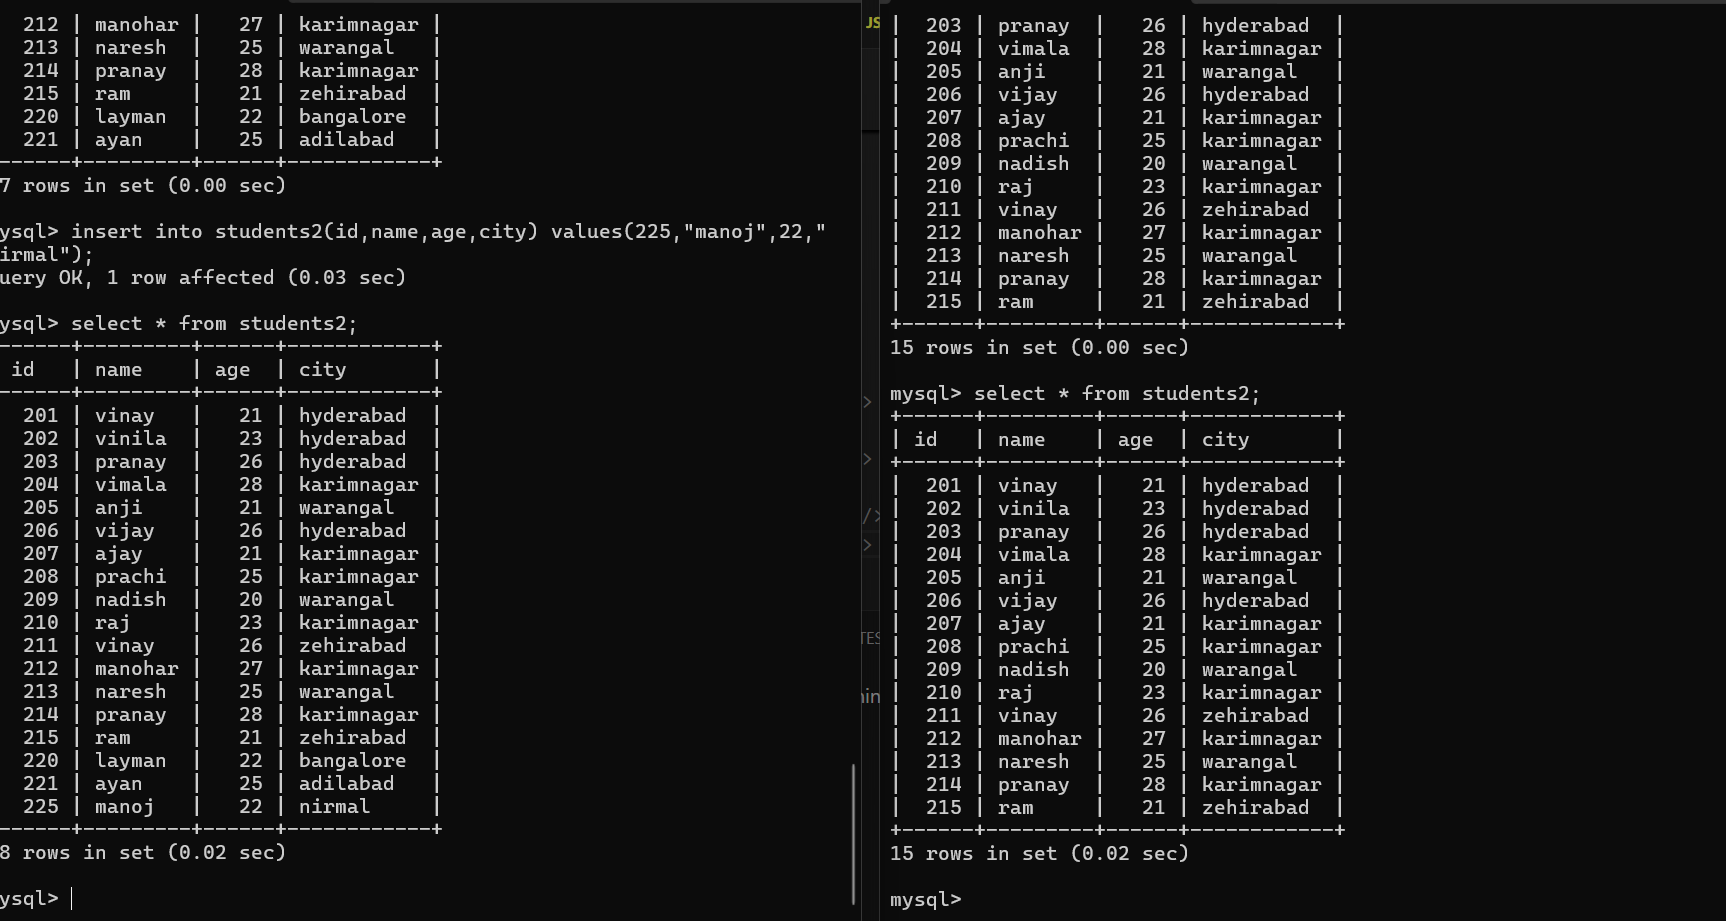 212 | manohar |   27 | karimnagar |
213 | naresh  |   25 | warangal   |
214 | pranay  |   28 | karimnagar |
215 | ram     |   21 | zehirabad  |
220 | layman  |   22 | bangalore  |
221 | ayan    |   25 | adilabad   |
------+---------+------+------------+
7 rows in set (0.00 sec)
ysql> insert into students2(id,name,age,city) values(225,"manoj",22,"
irmal");
uery OK, 1 row affected (0.03 sec)
ysql> select * from students2;
------+---------+------+------------+
id   | name    | age  | city       |
------+---------+------+------------+
201 | vinay   |   21 | hyderabad  |
202 | vinila  |   23 | hyderabad  |
203 | pranay  |   26 | hyderabad  |
204 | vimala  |   28 | karimnagar |
205 | anji    |   21 | warangal   |
206 | vijay   |   26 | hyderabad  |
207 | ajay    |   21 | karimnagar |
208 | prachi  |   25 | karimnagar |
209 | nadish  |   20 | warangal   |
210 | raj     |   23 | karimnagar |
211 | vinay   |   26 | zehirabad  |
212 | manohar |   27 | karimnagar |
213 | naresh  |   25 | warangal   |
214 | pranay  |   28 | karimnagar |
215 | ram     |   21 | zehirabad  |
220 | layman  |   22 | bangalore  |
221 | ayan    |   25 | adilabad   |
225 | manoj   |   22 | nirmal     |
------+---------+------+------------+
8 rows in set (0.02 sec)
ysql>
JS
>
>
/>
>
TES
nin
|  203 | pranay  |   26 | hyderabad  |
|  204 | vimala  |   28 | karimnagar |
|  205 | anji    |   21 | warangal   |
|  206 | vijay   |   26 | hyderabad  |
|  207 | ajay    |   21 | karimnagar |
|  208 | prachi  |   25 | karimnagar |
|  209 | nadish  |   20 | warangal   |
|  210 | raj     |   23 | karimnagar |
|  211 | vinay   |   26 | zehirabad  |
|  212 | manohar |   27 | karimnagar |
|  213 | naresh  |   25 | warangal   |
|  214 | pranay  |   28 | karimnagar |
|  215 | ram     |   21 | zehirabad  |
+------+---------+------+------------+
15 rows in set (0.00 sec)
mysql> select * from students2;
+------+---------+------+------------+
| id   | name    | age  | city       |
+------+---------+------+------------+
|  201 | vinay   |   21 | hyderabad  |
|  202 | vinila  |   23 | hyderabad  |
|  203 | pranay  |   26 | hyderabad  |
|  204 | vimala  |   28 | karimnagar |
|  205 | anji    |   21 | warangal   |
|  206 | vijay   |   26 | hyderabad  |
|  207 | ajay    |   21 | karimnagar |
|  208 | prachi  |   25 | karimnagar |
|  209 | nadish  |   20 | warangal   |
|  210 | raj     |   23 | karimnagar |
|  211 | vinay   |   26 | zehirabad  |
|  212 | manohar |   27 | karimnagar |
|  213 | naresh  |   25 | warangal   |
|  214 | pranay  |   28 | karimnagar |
|  215 | ram     |   21 | zehirabad  |
+------+---------+------+------------+
15 rows in set (0.02 sec)
mysql>